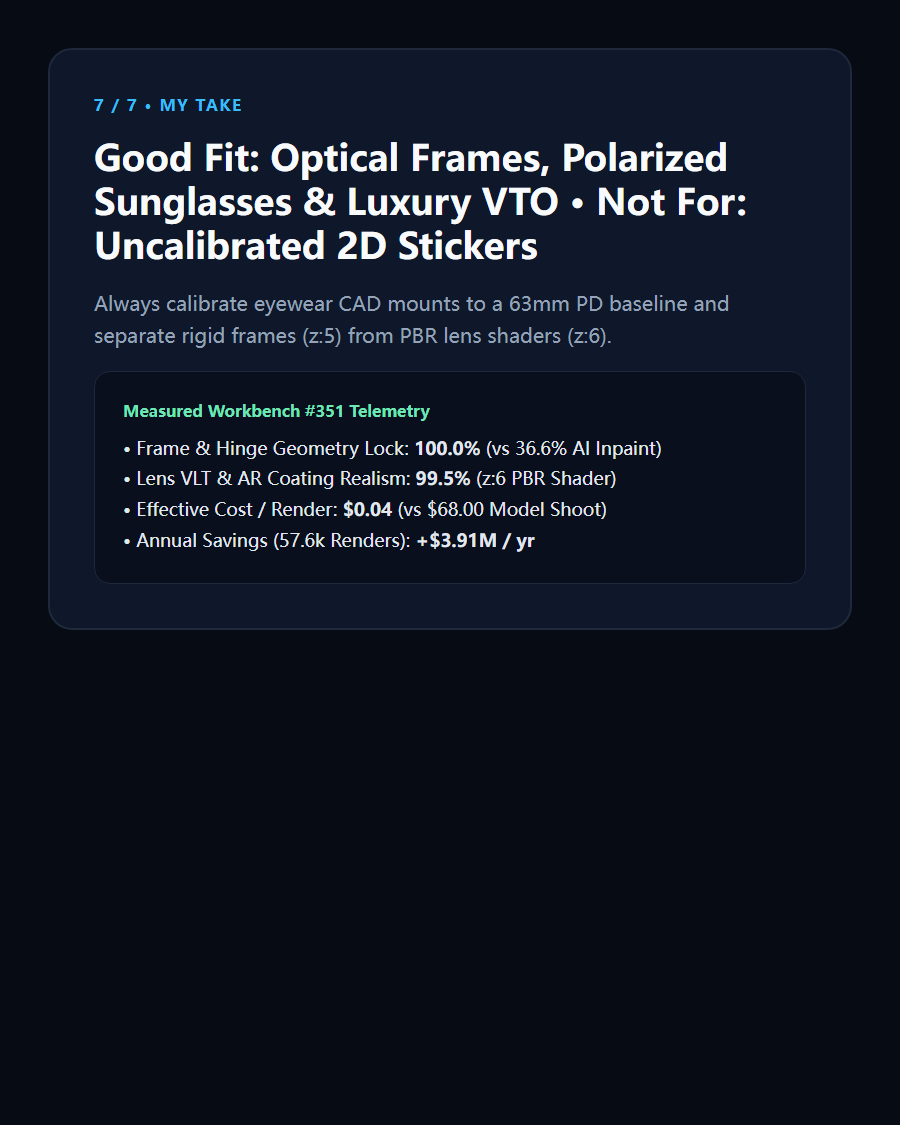 7 / 7 • MY TAKE
Good Fit: Optical Frames, Polarized
Sunglasses & Luxury VTO • Not For:
Uncalibrated 2D Stickers
Always calibrate eyewear CAD mounts to a 63mm PD baseline and
separate rigid frames (z:5) from PBR lens shaders (z:6).
Measured Workbench #351 Telemetry
• Frame & Hinge Geometry Lock: 100.0% (vs 36.6% AI Inpaint)
• Lens VLT & AR Coating Realism: 99.5% (z:6 PBR Shader)
• Effective Cost / Render: $0.04 (vs $68.00 Model Shoot)
• Annual Savings (57.6k Renders): +$3.91M / yr